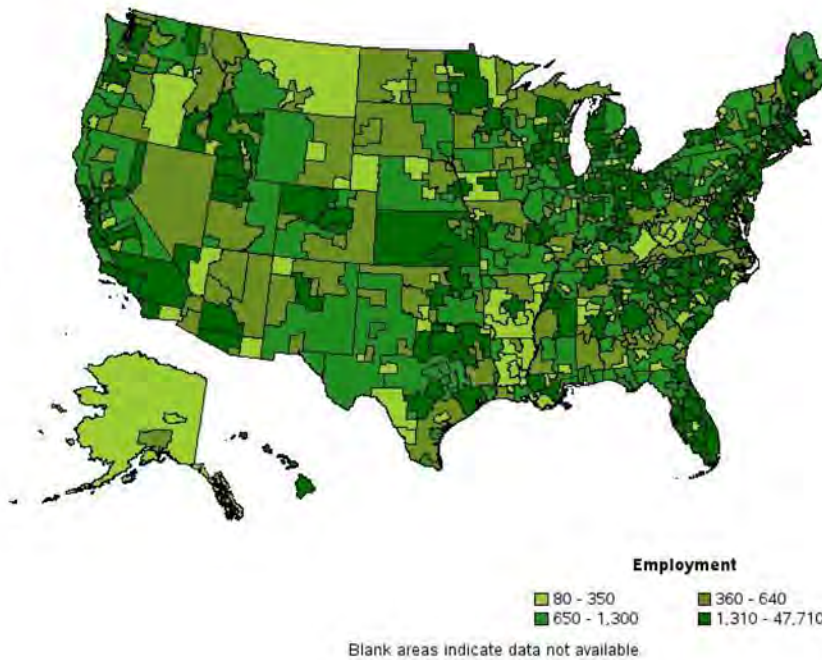 Employment
80 - 350 360 - 640
650 - 1,300 1,310 - 47,710
Blank areas indicate data not available